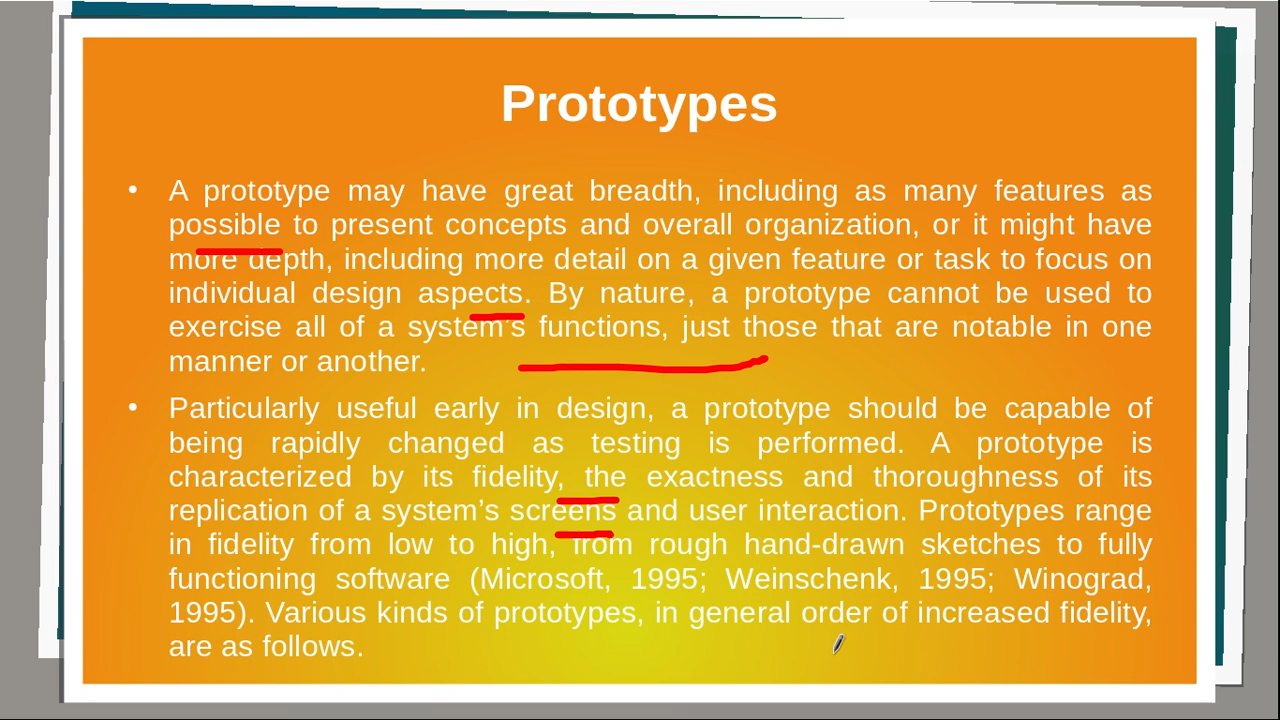 Prototypes
• A prototype may have great breadth, including as many features as
possible to present concepts and overall organization, or it might have
more depth, including more detail on a given feature or task to focus on
individual design aspects. By nature, a prototype cannot be used to
exercise all of a system's functions, just those that are notable in one
manner or another.
• Particularly useful early in design, a prototype should be capable of
being rapidly changed as testing is performed. A prototype is
characterized by its fidelity, the exactness and thoroughness of its
replication of a system’s screens and user interaction. Prototypes range
in fidelity from low to high, from rough hand-drawn sketches to fully
functioning software (Microsoft, 1995; Weinschenk, 1995; Winograd,
1995). Various kinds of prototypes, in general order of increased fidelity,
are as follows.